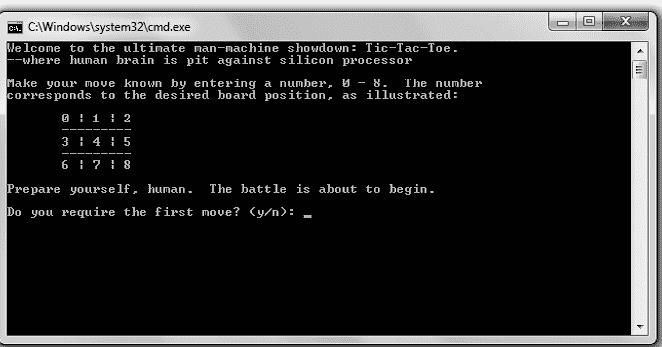 C:\Windows\system32\cmd.exe
Welcome to the ultimate man-machine showdown: Tic-Tac-Toe.
--where human brain is pit against silicon processor
Make your move known by entering a number, 0 - 8.  The number
corresponds to the desired board position, as illustrated:
0 | 1 | 2
---------
3 | 4 | 5
---------
6 | 7 | 8
Prepare yourself, human.  The battle is about to begin.
Do you require the first move? (y/n): _